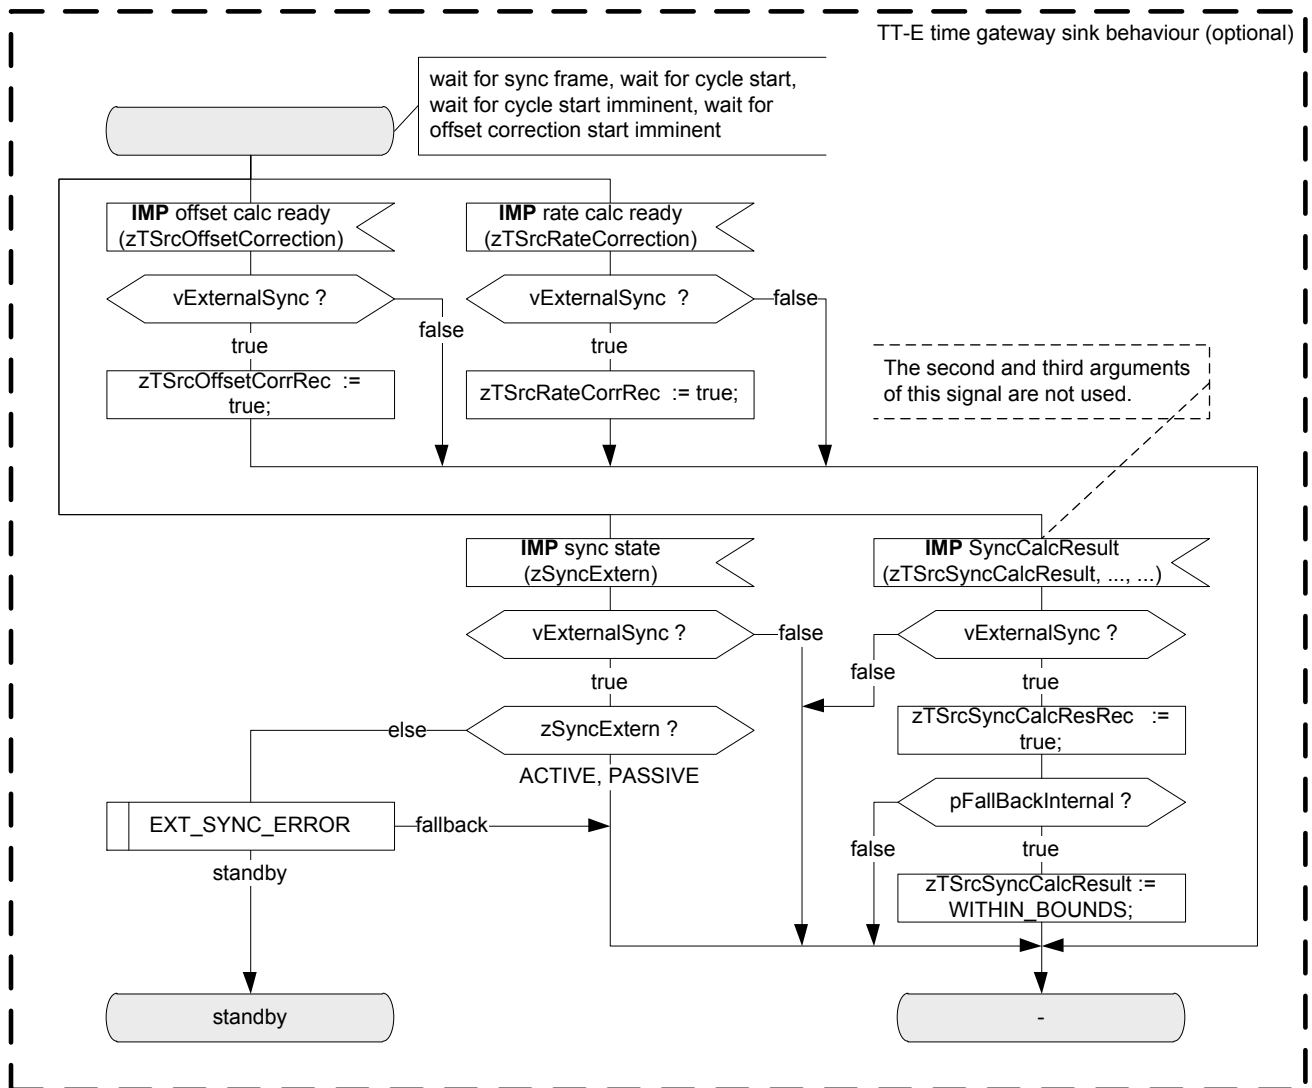 TT-E time gateway sink behaviour (optional)
wait for sync frame, wait for cycle start,
wait for cycle start imminent, wait for
offset correction start imminent
IMP offset calc ready
(zTSrcOffsetCorrection)
IMP rate calc ready
(zTSrcRateCorrection)
vExternalSync ?
vExternalSync ?
false
false
true
true
zTSrcOffsetCorrRec :=
true;
zTSrcRateCorrRec := true;
The second and third arguments
of this signal are not used.
IMP sync state
(zSyncExtern)
IMP SyncCalcResult
(zTSrcSyncCalcResult, ..., ...)
vExternalSync ?
false
vExternalSync ?
false
true
true
zTSrcSyncCalcResRec :=
true;
else
zSyncExtern ?
ACTIVE, PASSIVE
pFallBackInternal ?
EXT_SYNC_ERROR
fallback
false
true
standby
zTSrcSyncCalcResult :=
WITHIN_BOUNDS;
standby
-